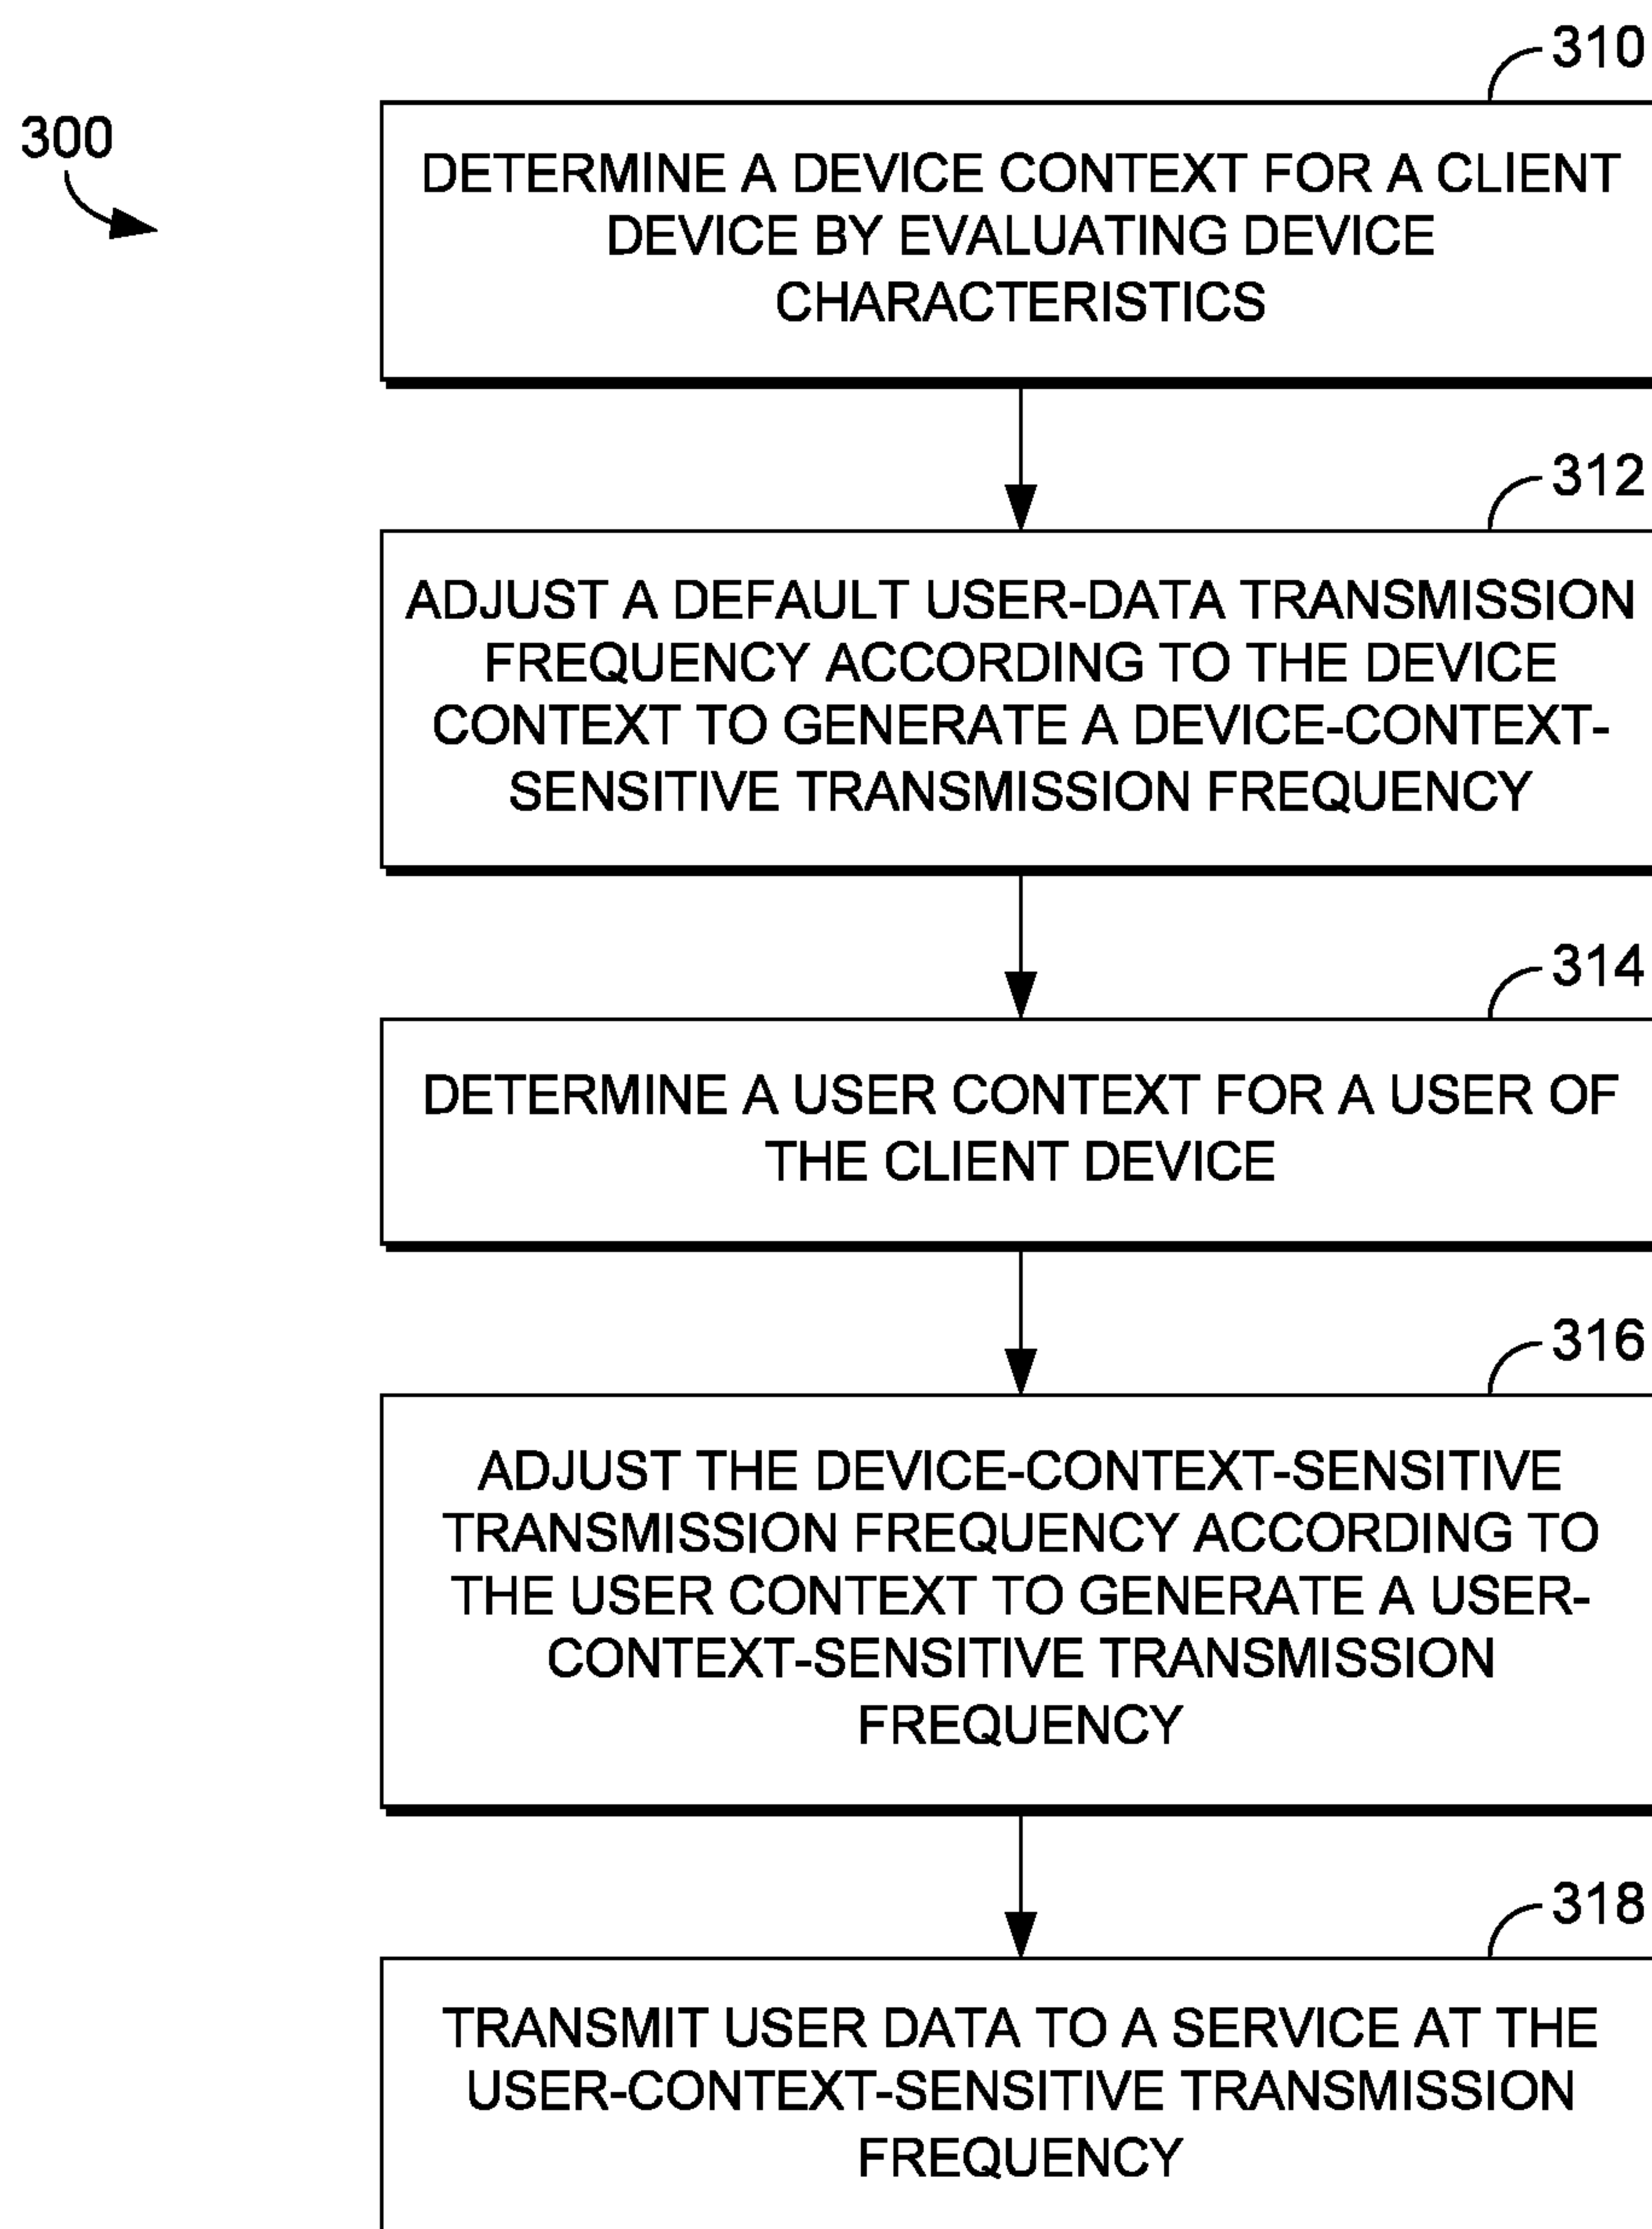 310
300
DETERMINE A DEVICE CONTEXT FOR A CLIENT
DEVICE BY EVALUATING DEVICE
CHARACTERISTICS
312
ADJUST A DEFAULT USER-DATA TRANSMISSION
FREQUENCY ACCORDING TO THE DEVICE
CONTEXT TO GENERATE A DEVICE-CONTEXT-
SENSITIVE TRANSMISSION FREQUENCY
314
DETERMINE A USER CONTEXT FOR A USER OF
THE CLIENT DEVICE
316
ADJUST THE DEVICE-CONTEXT-SENSITIVE
TRANSMISSION FREQUENCY ACCORDING TO
THE USER CONTEXT TO GENERATE A USER-
CONTEXT-SENSITIVE TRANSMISSION
FREQUENCY
318
TRANSMIT USER DATA TO A SERVICE AT THE
USER-CONTEXT-SENSITIVE TRANSMISSION
FREQUENCY